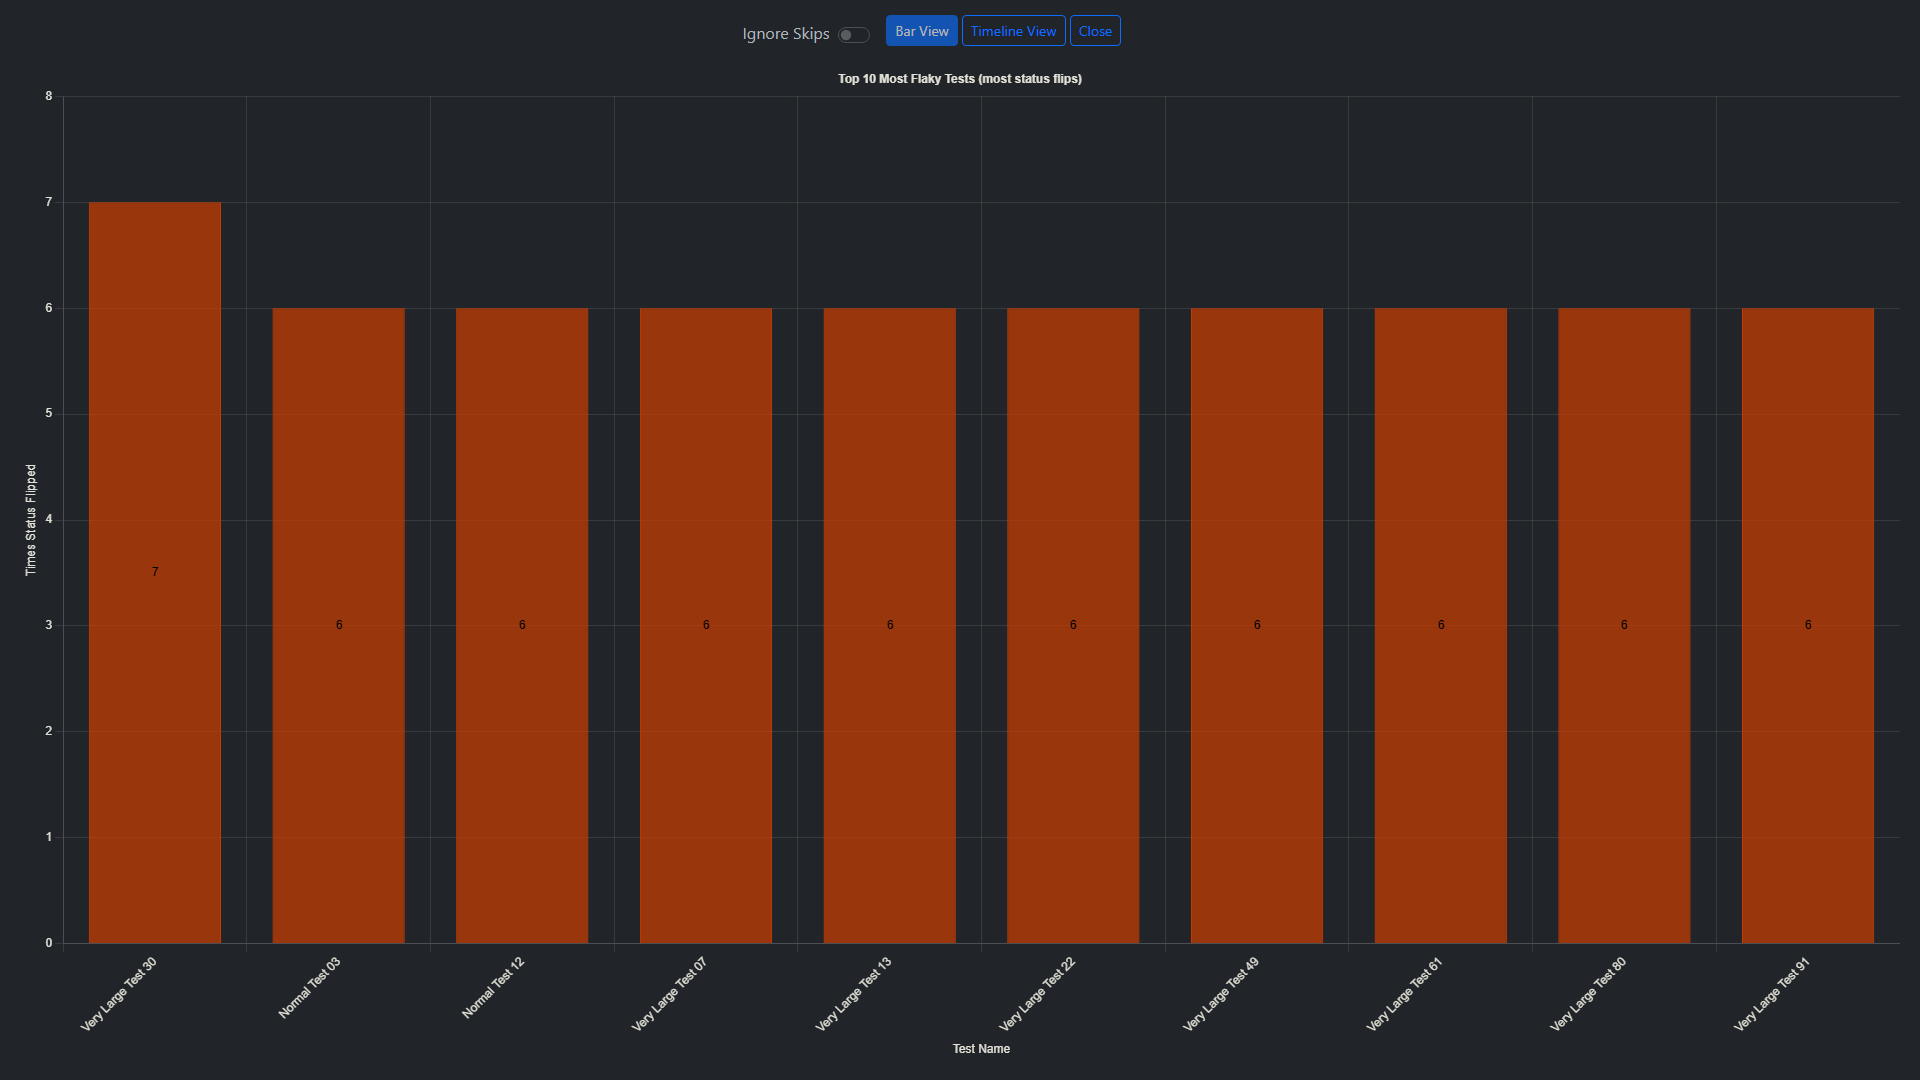 Ignore Skips Bar View Timeline View Close
Top 10 Most Flaky Tests (most status flips)
8
7
6
5
4
3
2
1
0
Times Status Flipped
7 6 6 6 6 6 6 6 6 6
Very Large Test 30
Normal Test 03
Normal Test 12
Very Large Test 07
Very Large Test 13
Very Large Test 22
Very Large Test 49
Very Large Test 61
Very Large Test 80
Very Large Test 91
Test Name